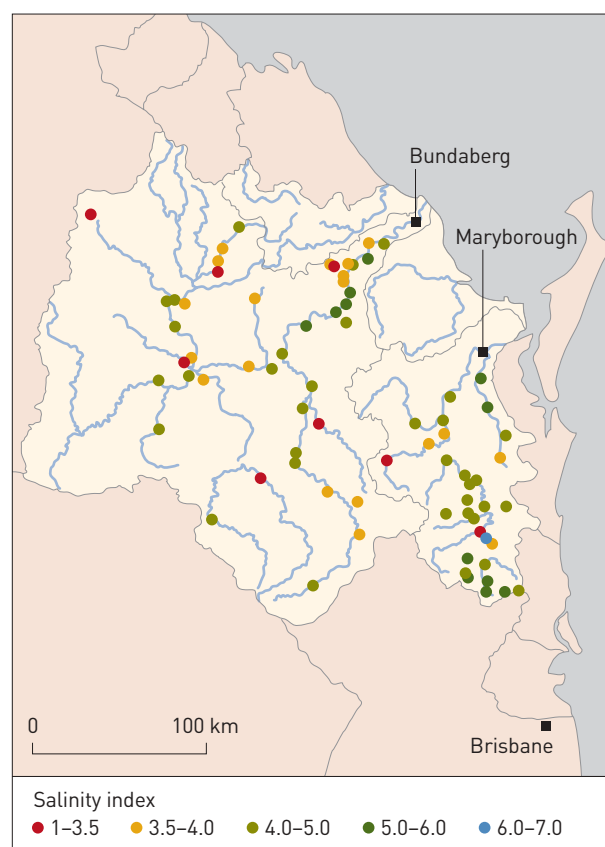 Bundaberg
Maryborough
0 100 km
Brisbane
Salinity index
1–3.5 3.5–4.0 4.0–5.0 5.0–6.0 6.0–7.0